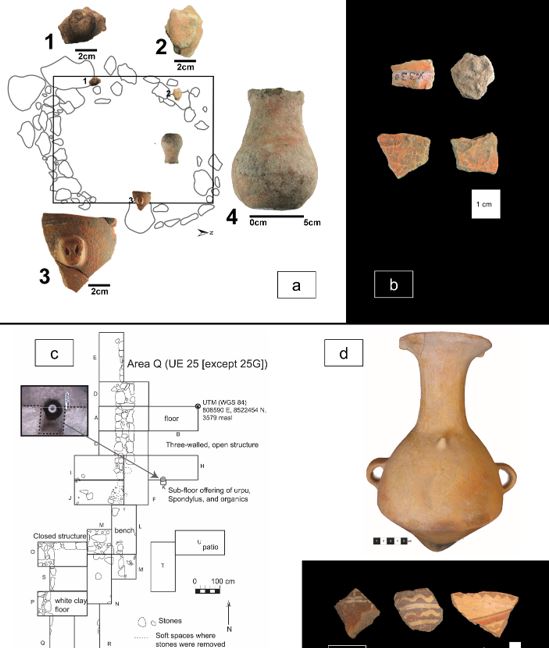 1
2
2cm
2cm
1
2
3
4
0cm 5cm
N
3
2cm
a
1 cm
b
c
d
Area Q (UE 25 [except 25G])
E
D
A
UTM (WGS 84)
808590 E, 8522454 N,
3579 masl
floor
B
Three-walled, open structure
I
H
J
K
F
Sub-floor offering of urpu,
Spondylus, and organics
M
bench
L
Closed structure
O
U
patio
S
M
T
P
white clay
floor
N
0 100 cm
Stones
N
Soft spaces where
stones were removed
Q
R